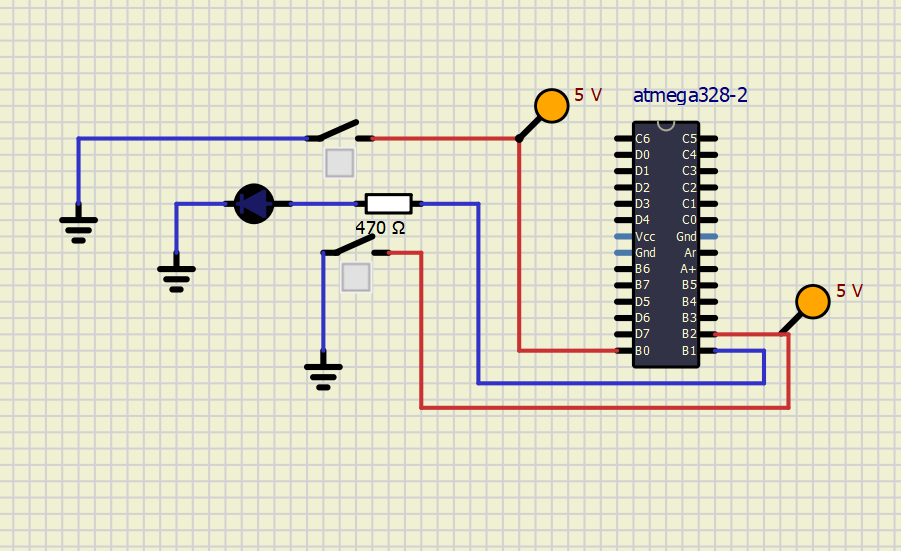 5 V
atmega328-2
C6 C5
D0 C4
D1 C3
D2 C2
D3 C1
D4 C0
Vcc Gnd
Gnd Ar
B6 A+
B7 B5
D5 B4
D6 B3
D7 B2
B0 B1
470 Ω
5 V